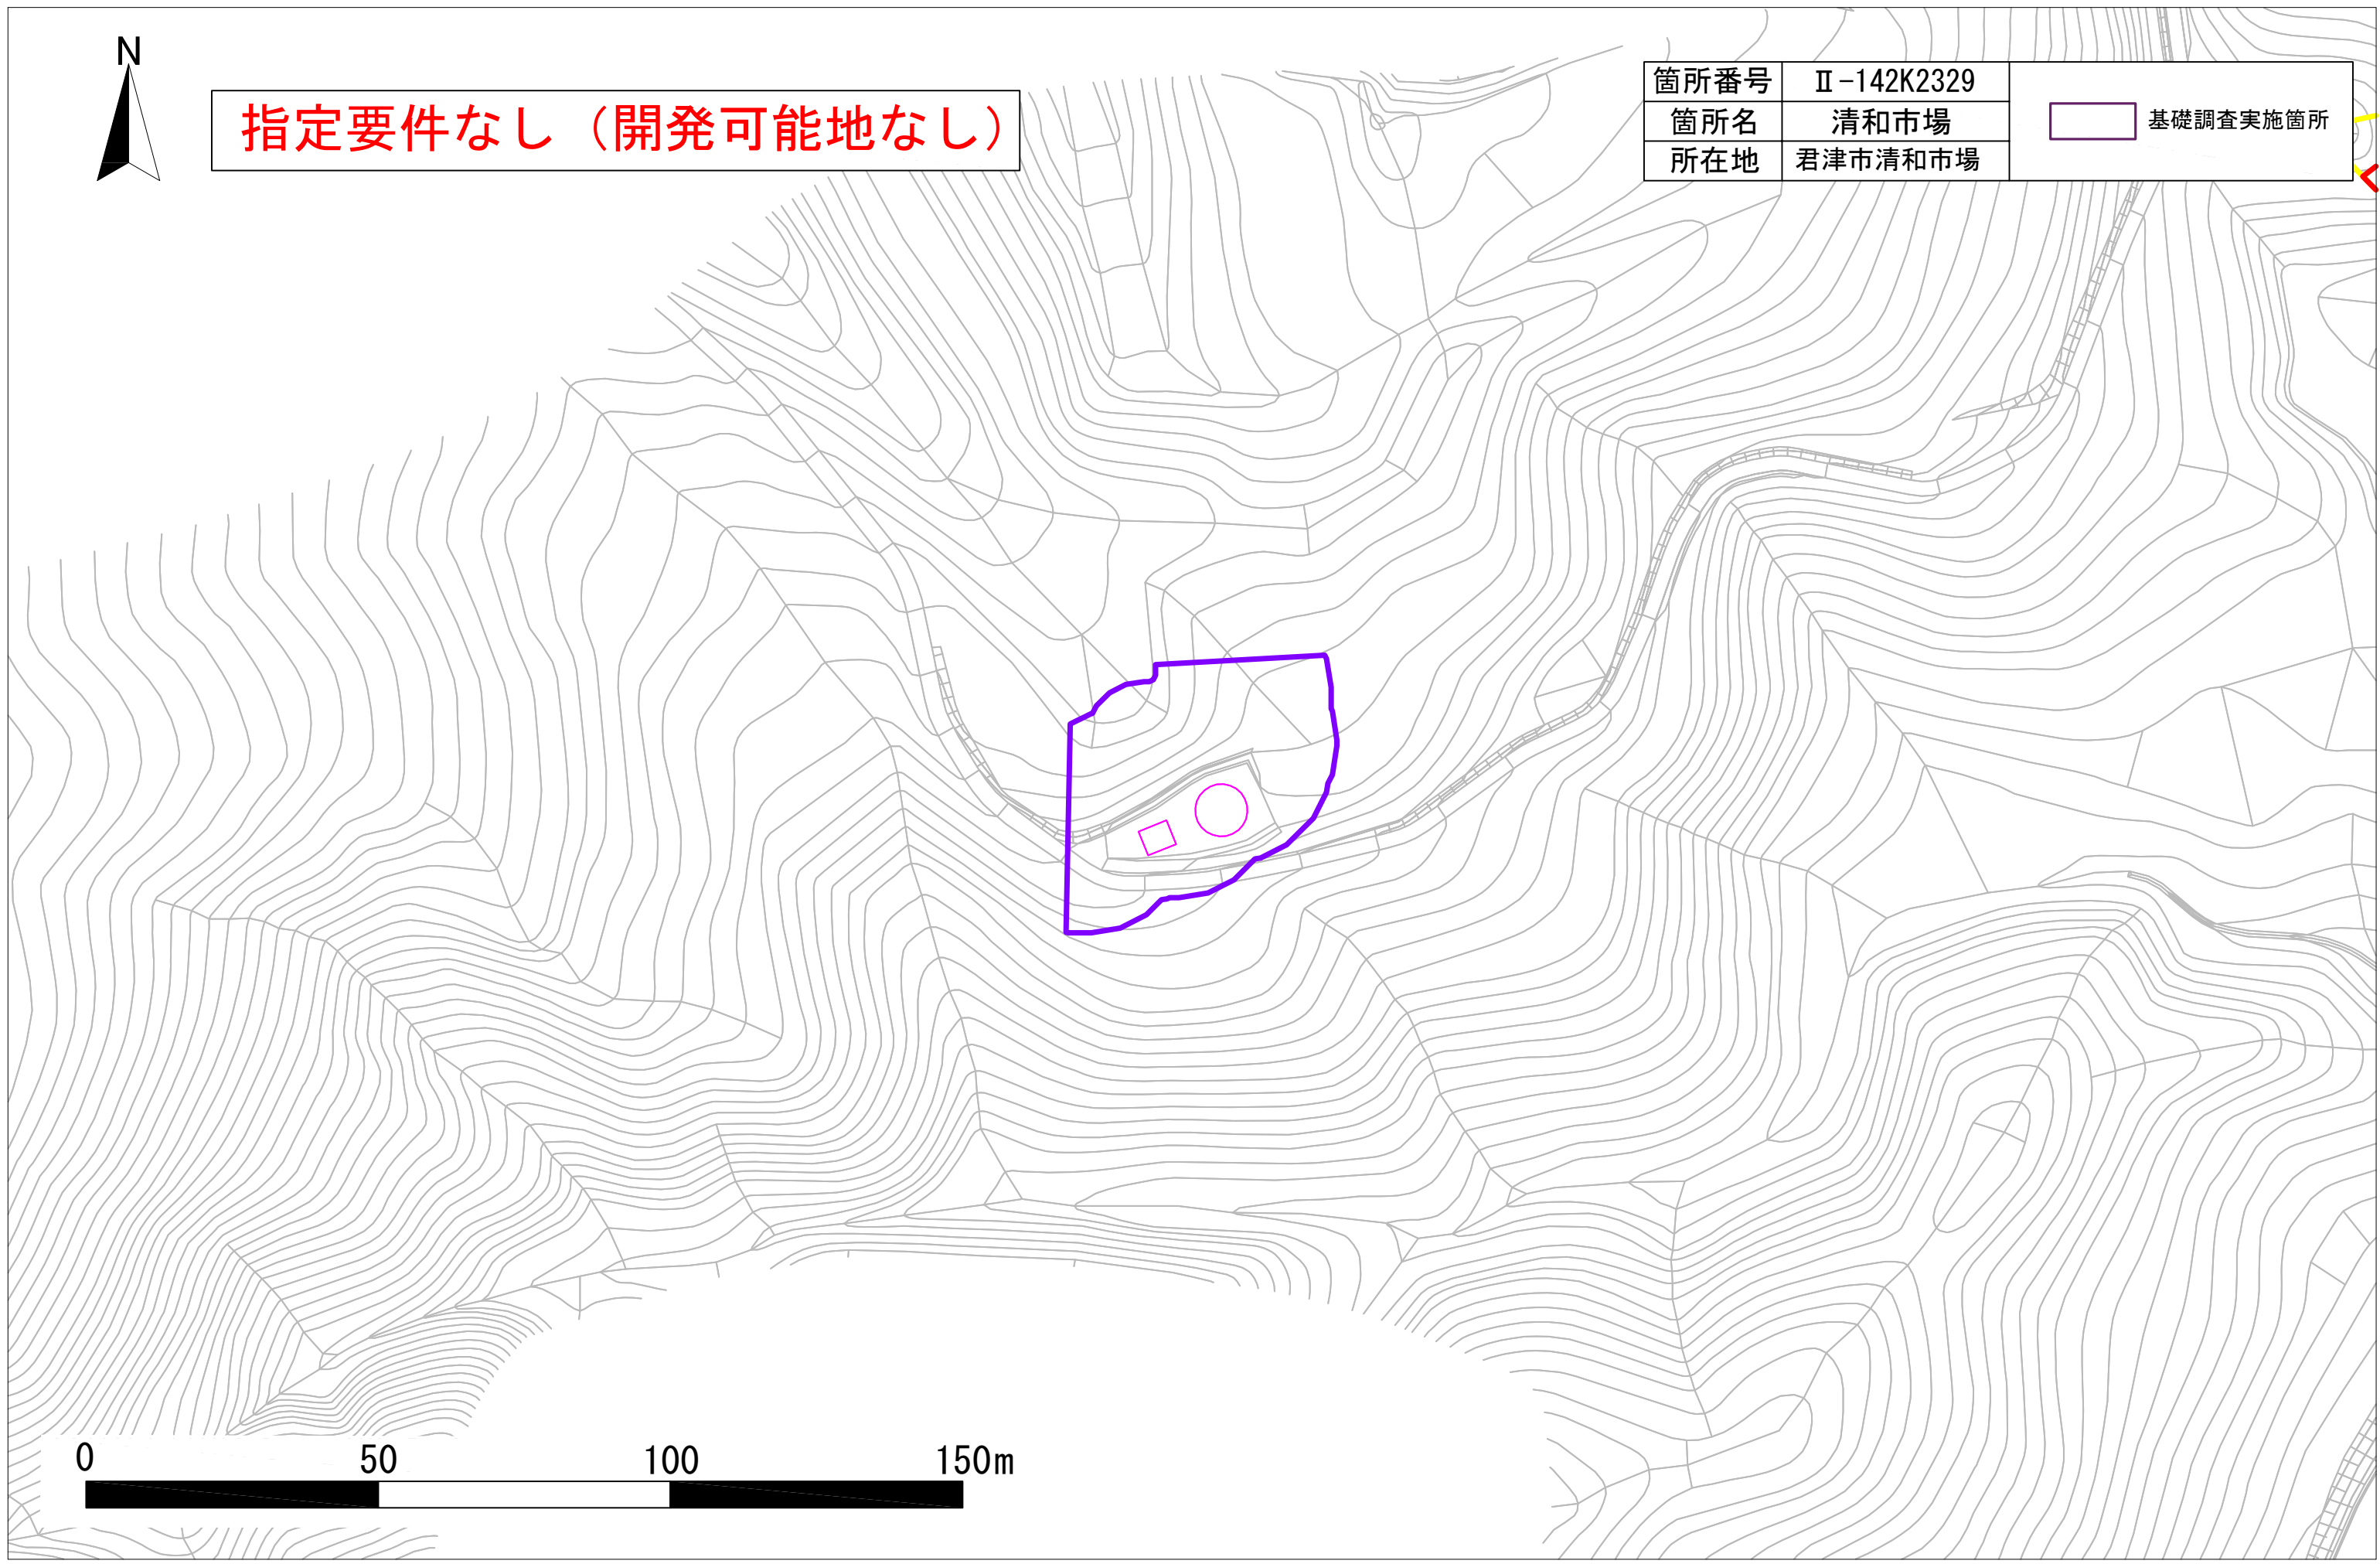 N
指定要件なし（開発可能地なし）
箇所番号 Ⅱ-142K2329
箇所名 清和市場
所在地 君津市清和市場
基礎調査実施箇所
0 50 100 150m